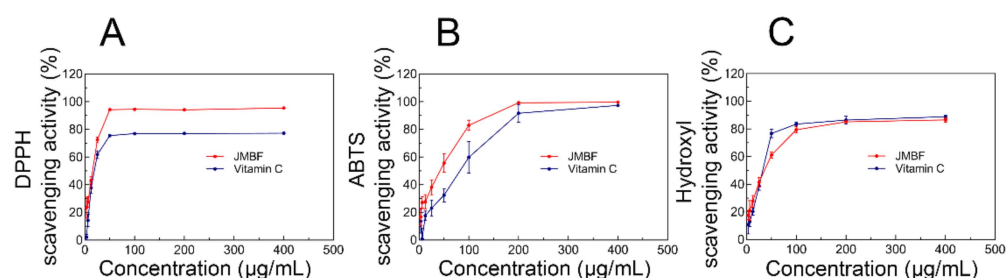 A
DPPH
scavenging activity (%)
120
100
80
60
40
20
0
JMBF
Vitamin C
0 100 200 300 400 500
Concentration (µg/mL)
B
ABTS
scavenging activity (%)
120
100
80
60
40
20
0
JMBF
Vitamin C
0 100 200 300 400 500
Concentration (µg/mL)
C
Hydroxyl
scavenging activity (%)
120
100
80
60
40
20
0
JMBF
Vitamin C
0 100 200 300 400 500
Concentration (µg/mL)